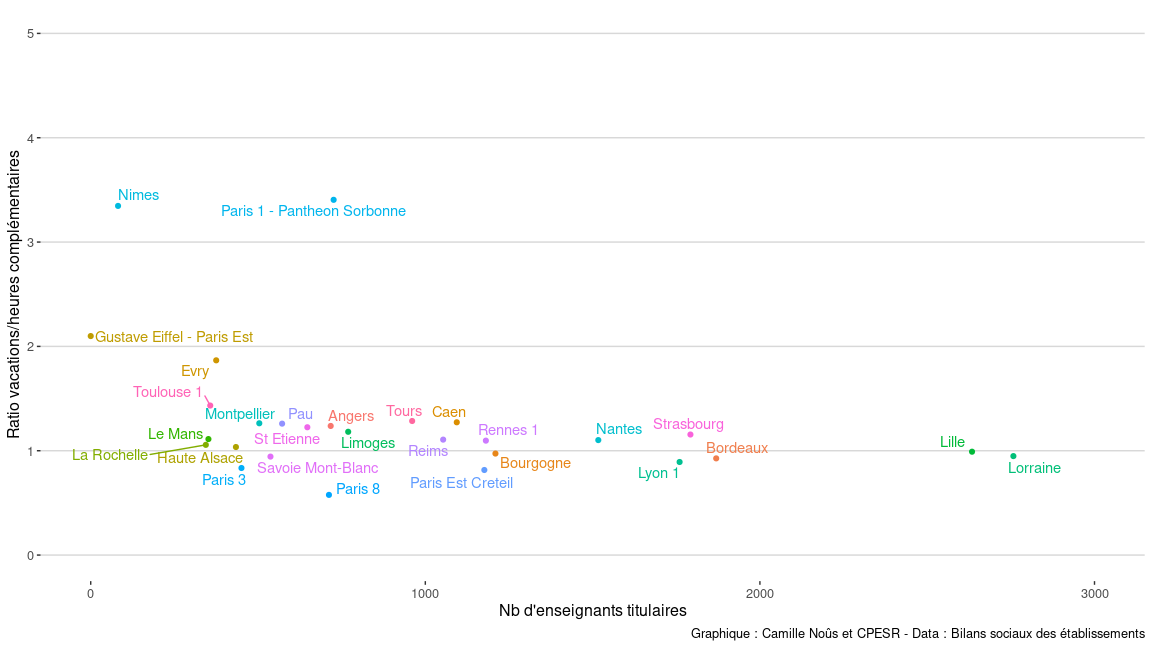 5
4
3
2
1
0
Ratio vacations/heures complémentaires
Nimes
Paris 1 - Pantheon Sorbonne
Gustave Eiffel - Paris Est
Evry
Toulouse 1
Montpellier
Pau
Angers
Tours
Caen
Le Mans
St Etienne
Limoges
Rennes 1
Nantes
Strasbourg
Lille
La Rochelle
Haute Alsace
Reims
Bordeaux
Savoie Mont-Blanc
Bourgogne
Lyon 1
Lorraine
Paris 3
Paris 8
Paris Est Creteil
0
1000
2000
3000
Nb d'enseignants titulaires
Graphique : Camille Noûs et CPESR - Data : Bilans sociaux des établissements